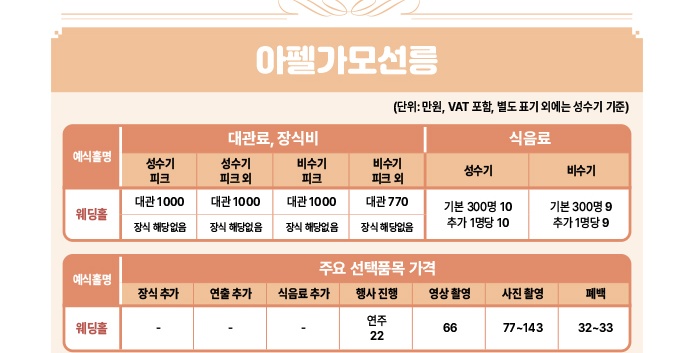 아펠가모선릉
(단위: 만원, VAT 포함, 별도 표기 외에는 성수기 기준)
예식홀명 대관료, 장식비 식음료
성수기 피크 성수기 피크 외 비수기 피크 비수기 피크 외 성수기 비수기
웨딩홀 대관 1000 대관 1000 대관 1000 대관 770 기본 300명 10 기본 300명 9
장식 해당없음 장식 해당없음 장식 해당없음 장식 해당없음 추가 1명당 10 추가 1명당 9
예식홀명 주요 선택품목 가격
장식 추가 연출 추가 식음료 추가 행사 진행 영상 촬영 사진 촬영 폐백
웨딩홀 - - - 연주 22 66 77~143 32~33